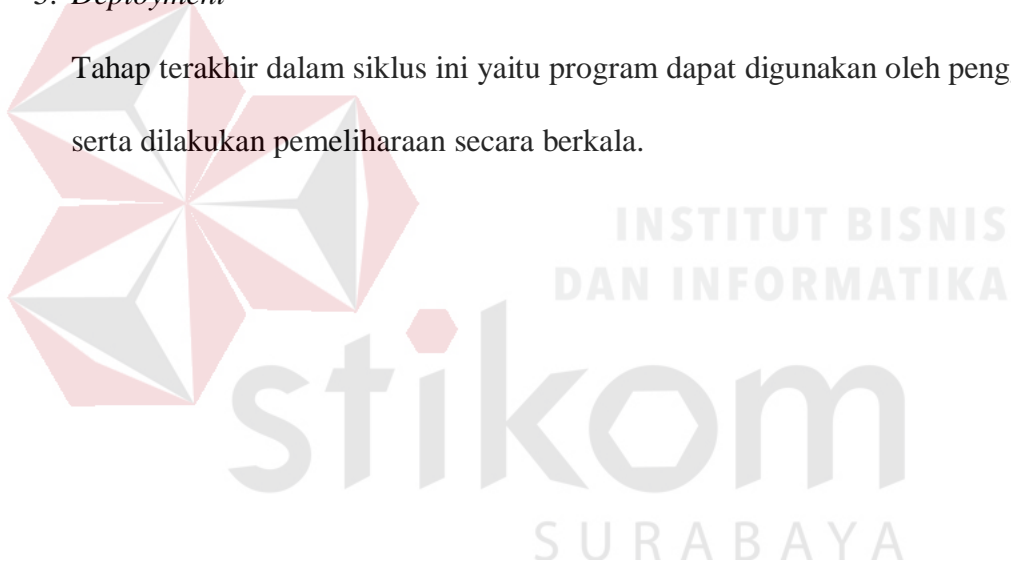 Deployment
Tahap terakhir dalam siklus ini yaitu program dapat digunakan oleh peng
serta dilakukan pemeliharaan secara berkala.
INSTITUT BISNIS
DAN INFORMATIKA
stikom
SURABAYA